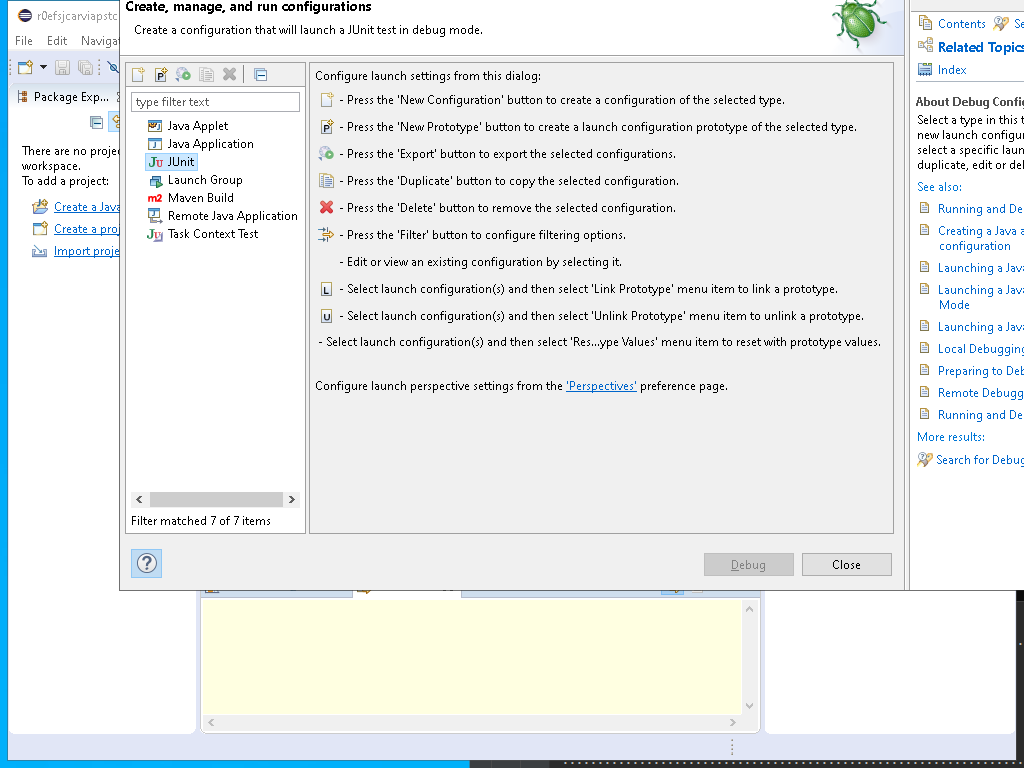 r0efsjcarviapstc
File Edit Navigat
Package Exp...
There are no proje
workspace.
To add a project:
Create a Java
Create a proj
Import proje
Create, manage, and run configurations
Create a configuration that will launch a JUnit test in debug mode.
type filter text
Java Applet
Java Application
JUnit
Launch Group
Maven Build
Remote Java Application
Task Context Test
Filter matched 7 of 7 items
Configure launch settings from this dialog:
- Press the 'New Configuration' button to create a configuration of the selected type.
- Press the 'New Prototype' button to create a launch configuration prototype of the selected type.
- Press the 'Export' button to export the selected configurations.
- Press the 'Duplicate' button to copy the selected configuration.
- Press the 'Delete' button to remove the selected configuration.
- Press the 'Filter' button to configure filtering options.
- Edit or view an existing configuration by selecting it.
- Select launch configuration(s) and then select 'Link Prototype' menu item to link a prototype.
- Select launch configuration(s) and then select 'Unlink Prototype' menu item to unlink a prototype.
- Select launch configuration(s) and then select 'Res...ype Values' menu item to reset with prototype values.
Configure launch perspective settings from the 'Perspectives' preference page.
Debug Close
Contents Se
Related Topics
Index
About Debug Config
Select a type in this t
new launch configur
select a specific laun
duplicate, edit or del
See also:
Running and De
Creating a Java a
configuration
Launching a Java
Launching a Java
Mode
Launching a Java
Local Debugging
Preparing to Deb
Remote Debugg
Running and De
More results:
Search for Debug